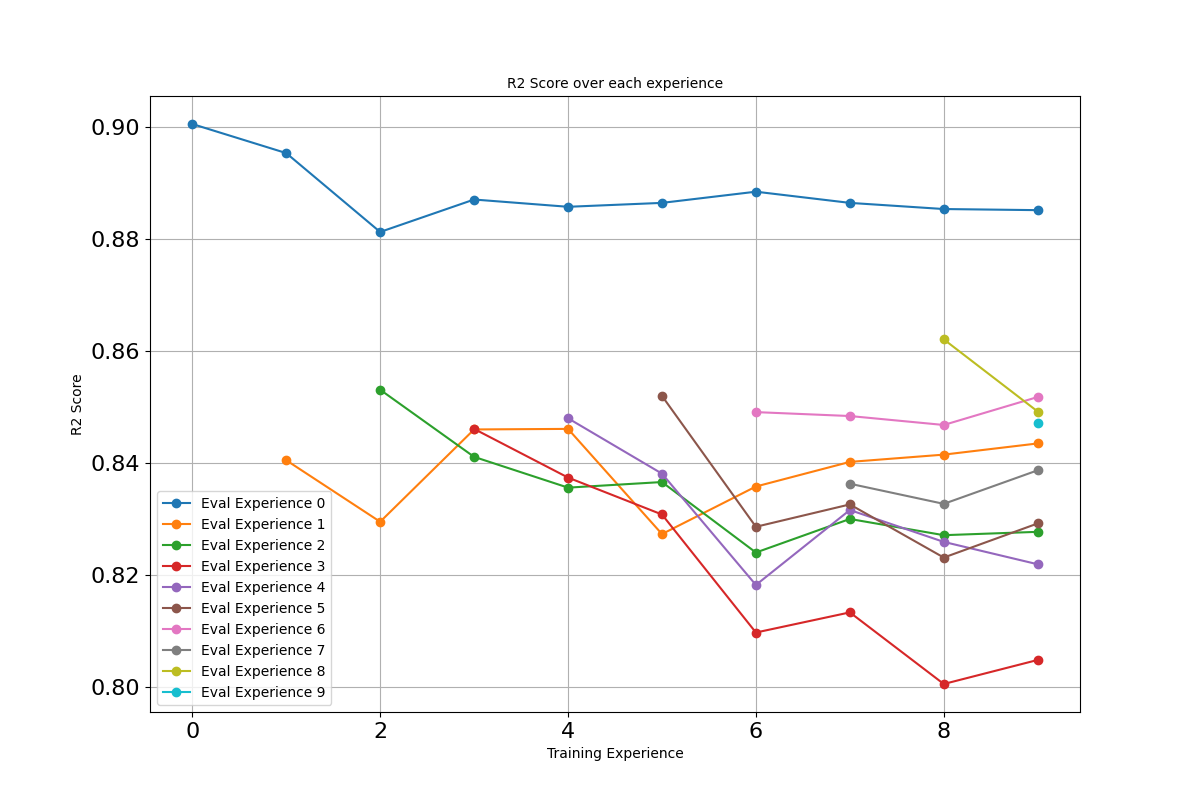 R2 Score over each experience
0.90
0.88
0.86
0.84
0.82
0.80
R2 Score
Eval Experience 0
Eval Experience 1
Eval Experience 2
Eval Experience 3
Eval Experience 4
Eval Experience 5
Eval Experience 6
Eval Experience 7
Eval Experience 8
Eval Experience 9
0 2 4 6 8
Training Experience